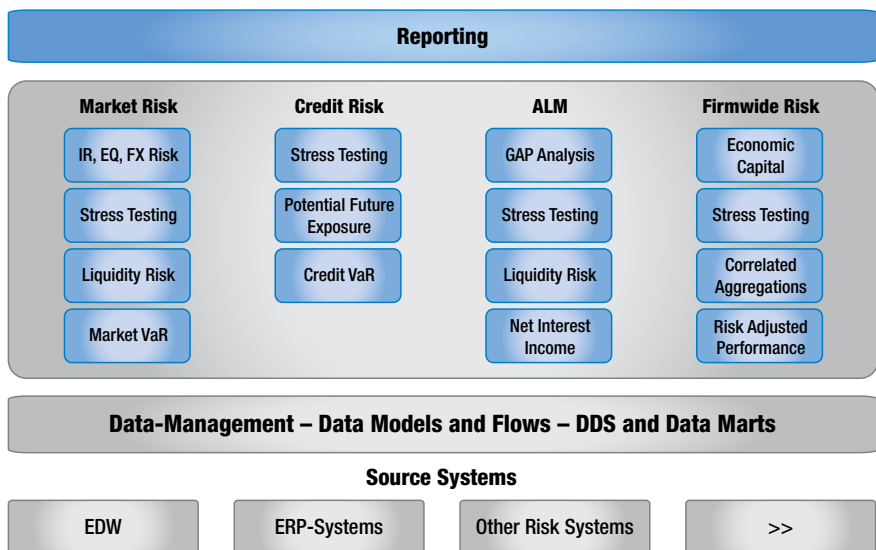 Reporting
Market Risk
IR, EQ, FX Risk
Stress Testing
Liquidity Risk
Market VaR
Credit Risk
Stress Testing
Potential Future
Exposure
Credit VaR
ALM
GAP Analysis
Stress Testing
Liquidity Risk
Net Interest
Income
Firmwide Risk
Economic
Capital
Stress Testing
Correlated
Aggregations
Risk Adjusted
Performance
Data-Management – Data Models and Flows – DDS and Data Marts
Source Systems
EDW
ERP-Systems
Other Risk Systems
>>